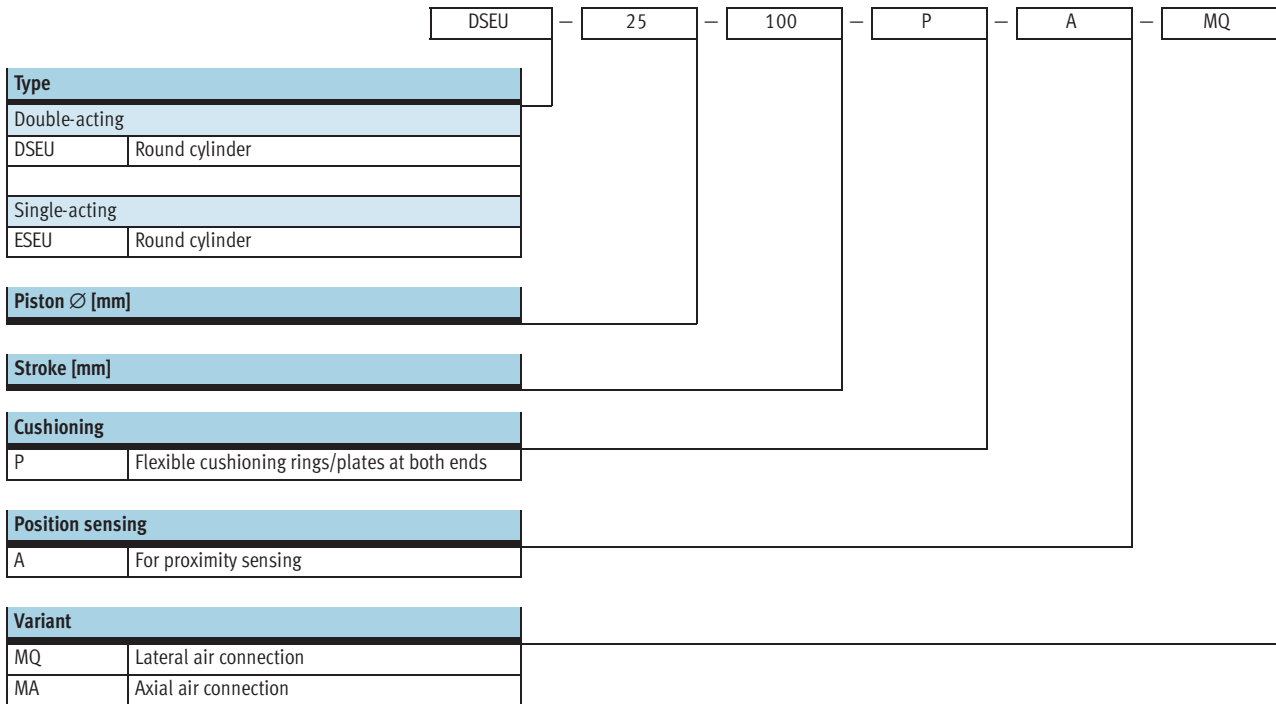 DSEU – 25 – 100 – P – A – MQ
Type
Double-acting
DSEU Round cylinder
Single-acting
ESEU Round cylinder
Piston ∅ [mm]
Stroke [mm]
Cushioning
P Flexible cushioning rings/plates at both ends
Position sensing
A For proximity sensing
Variant
MQ Lateral air connection
MA Axial air connection